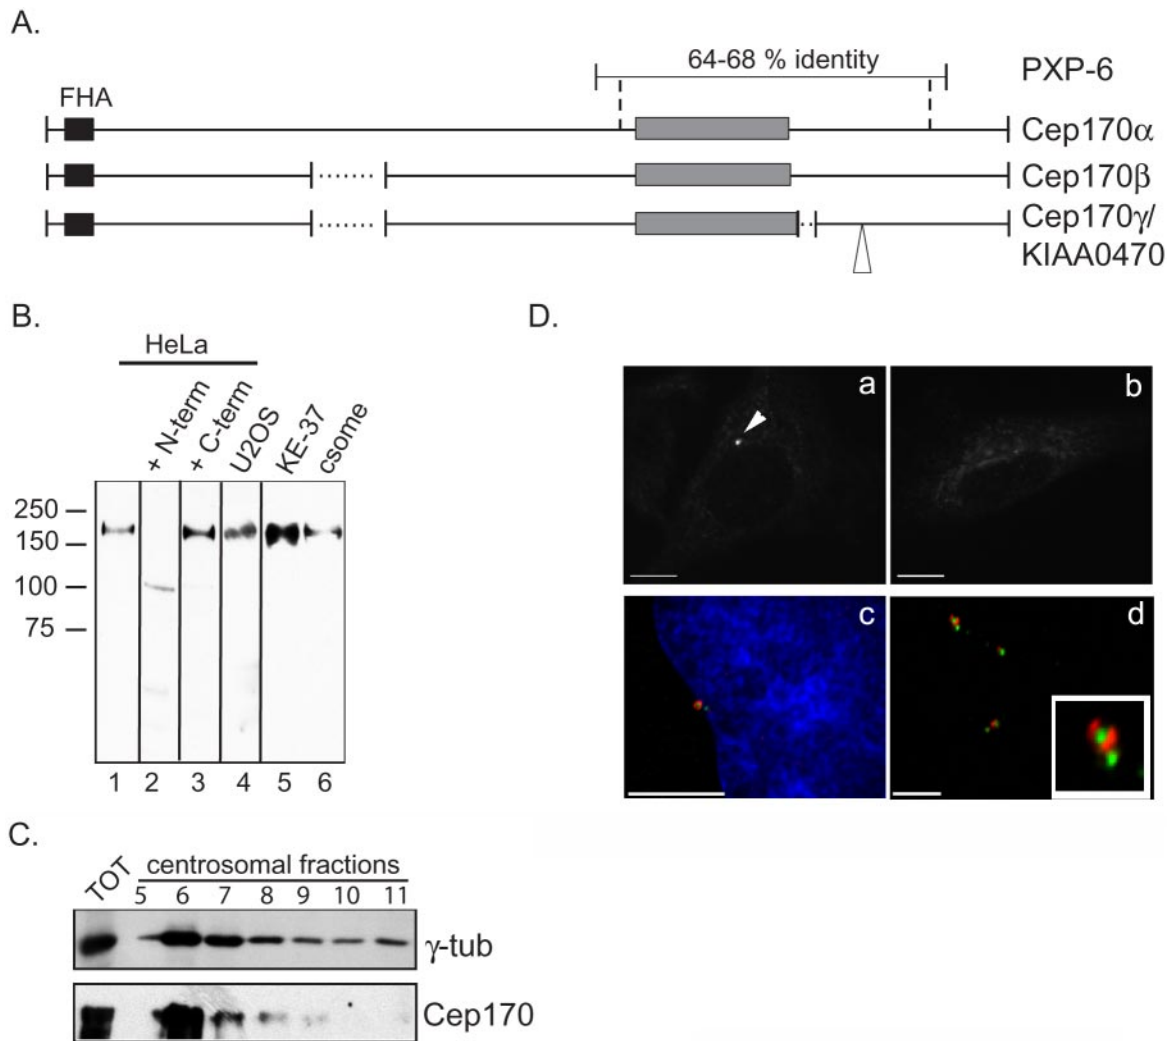 A.
64-68 % identity
PXP-6
FHA
Cep170α
Cep170β
Cep170γ/
KIAA0470
B.
HeLa
+ N-term
+ C-term
U2OS
KE-37
csome
250
150
100
75
1 2 3 4 5 6
C.
TOT
centrosomal fractions
5 6 7 8 9 10 11
γ-tub
Cep170
D.
a
b
c
d